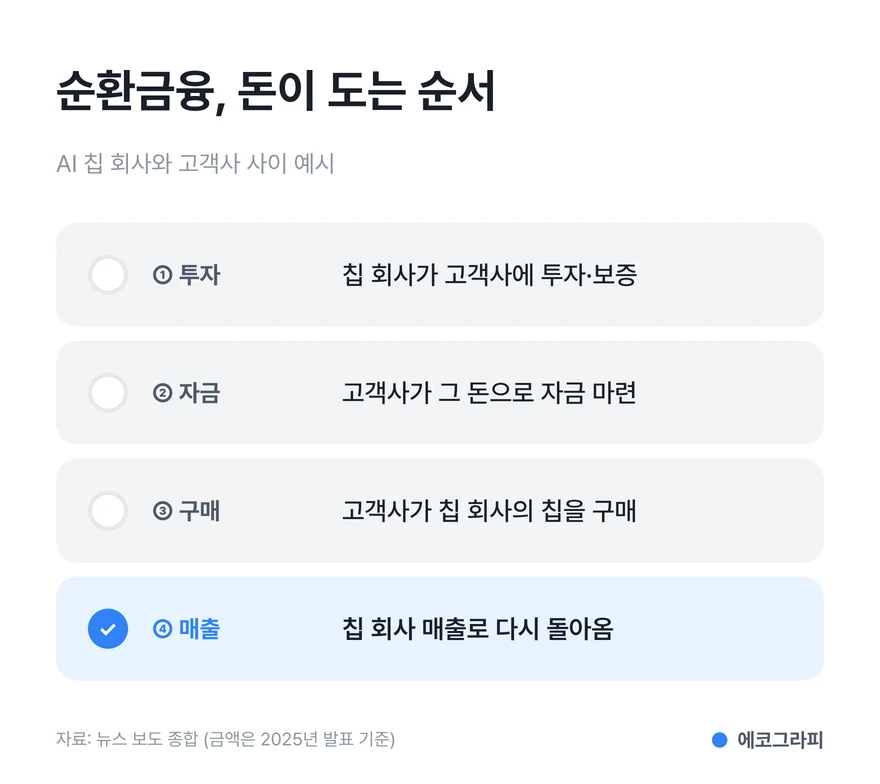 순환금융, 돈이 도는 순서
AI 칩 회사와 고객사 사이 예시
① 투자 칩 회사가 고객사에 투자·보증
② 자금 고객사가 그 돈으로 자금 마련
③ 구매 고객사가 칩 회사의 칩을 구매
④ 매출 칩 회사 매출로 다시 돌아옴
자료: 뉴스 보도 종합 (금액은 2025년 발표 기준) 에코그라피